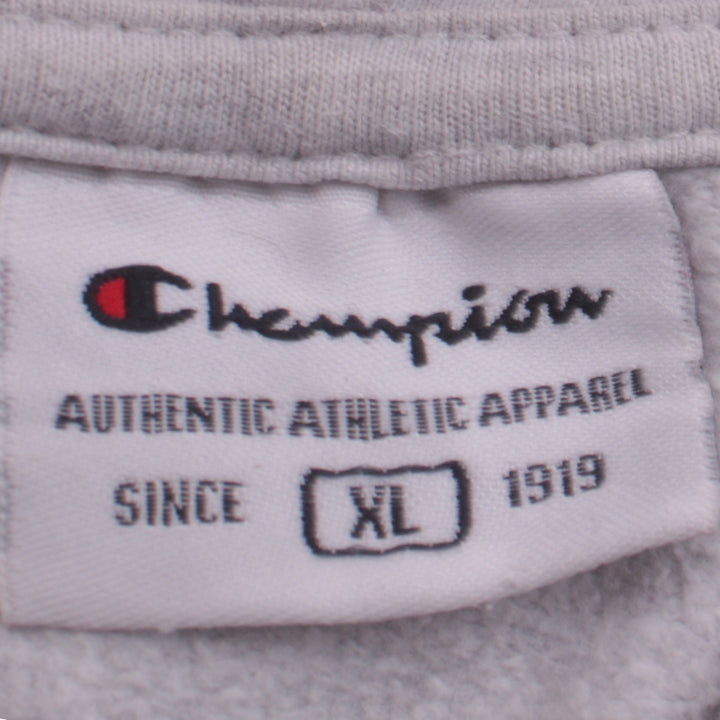 Champion
AUTHENTIC ATHLETIC APPAREL
SINCE XL 1919